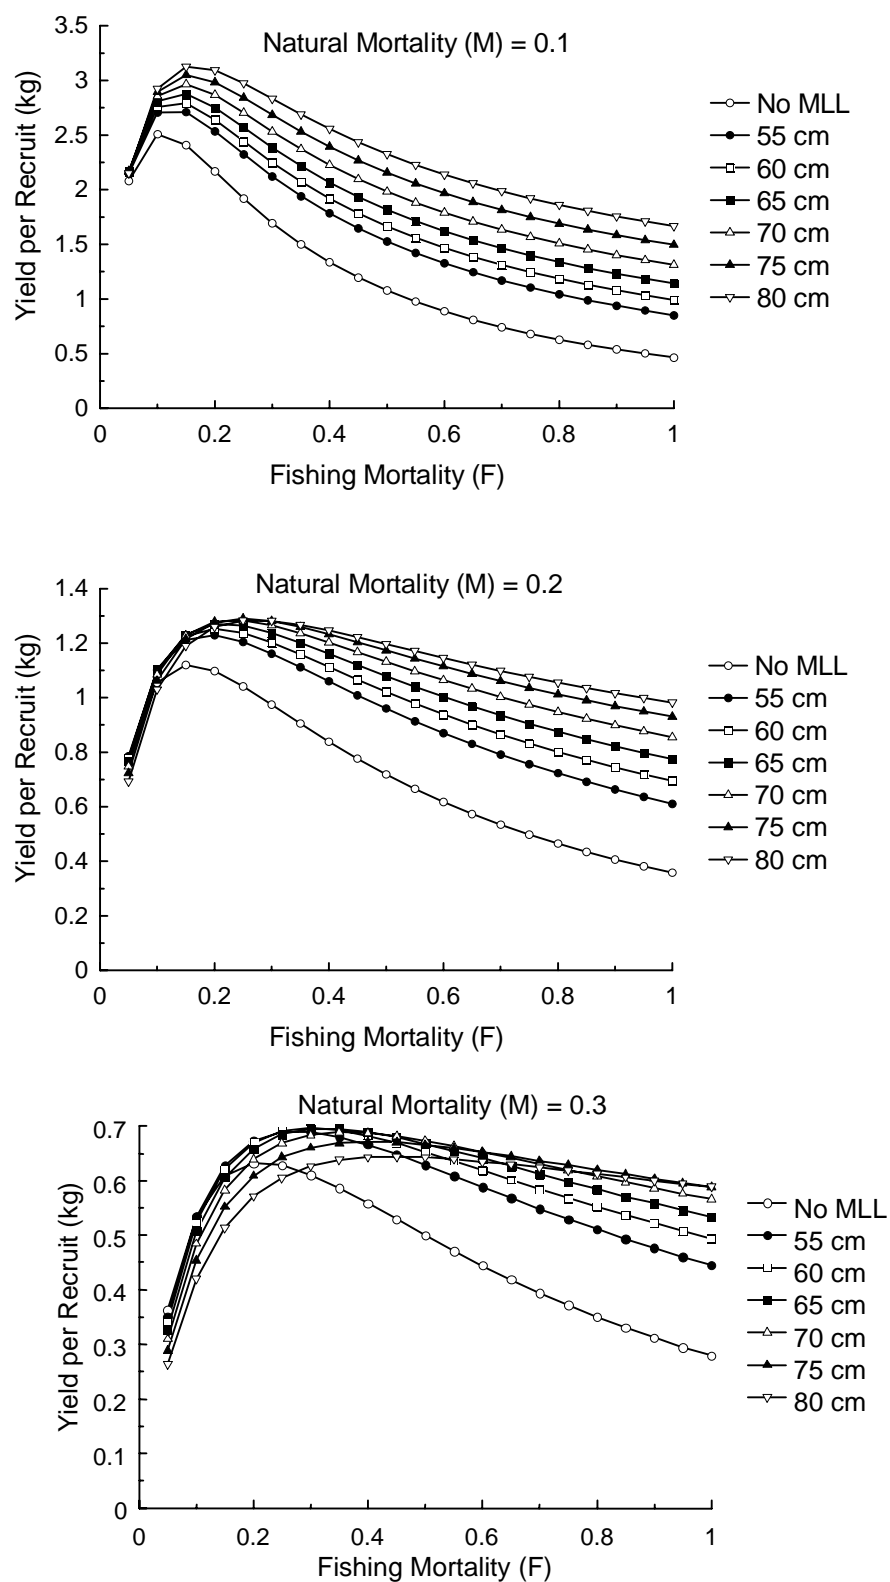 Natural Mortality (M) = 0.1
Yield per Recruit (kg)
3.5
3
2.5
2
1.5
1
0.5
0
0 0.2 0.4 0.6 0.8 1
Fishing Mortality (F)
No MLL
55 cm
60 cm
65 cm
70 cm
75 cm
80 cm
Natural Mortality (M) = 0.2
Yield per Recruit (kg)
1.4
1.2
1
0.8
0.6
0.4
0.2
0
0 0.2 0.4 0.6 0.8 1
Fishing Mortality (F)
No MLL
55 cm
60 cm
65 cm
70 cm
75 cm
80 cm
Natural Mortality (M) = 0.3
Yield per Recruit (kg)
0.7
0.6
0.5
0.4
0.3
0.2
0.1
0
0 0.2 0.4 0.6 0.8 1
Fishing Mortality (F)
No MLL
55 cm
60 cm
65 cm
70 cm
75 cm
80 cm